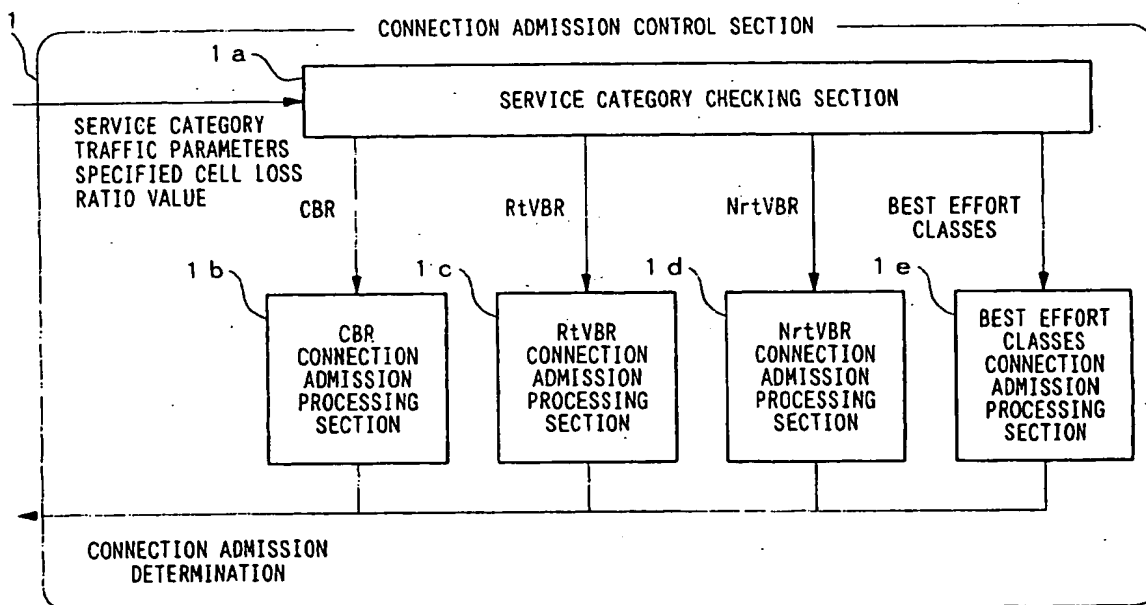 1
CONNECTION ADMISSION CONTROL SECTION
1a
SERVICE CATEGORY CHECKING SECTION
SERVICE CATEGORY
TRAFFIC PARAMETERS
SPECIFIED CELL LOSS
RATIO VALUE
CBR
RtVBR
NrtVBR
BEST EFFORT
CLASSES
1b
1c
1d
1e
CBR
CONNECTION
ADMISSION
PROCESSING
SECTION
RtVBR
CONNECTION
ADMISSION
PROCESSING
SECTION
NrtVBR
CONNECTION
ADMISSION
PROCESSING
SECTION
BEST EFFORT
CLASSES
CONNECTION
ADMISSION
PROCESSING
SECTION
CONNECTION ADMISSION
DETERMINATION